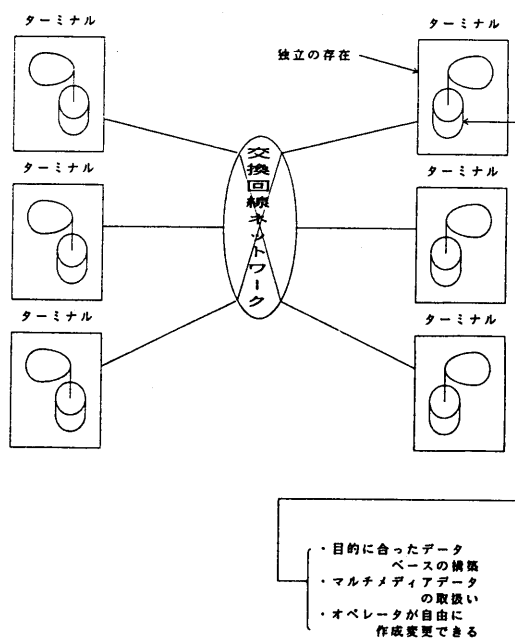 ターミナル
ターミナル
独立の存在
交換回線ネットワーク
ターミナル
ターミナル
ターミナル
ターミナル
・目的に合ったデータ
ベースの構築
・マルチメディアデータ
の取扱い
・オペレータが自由に
作成変更できる